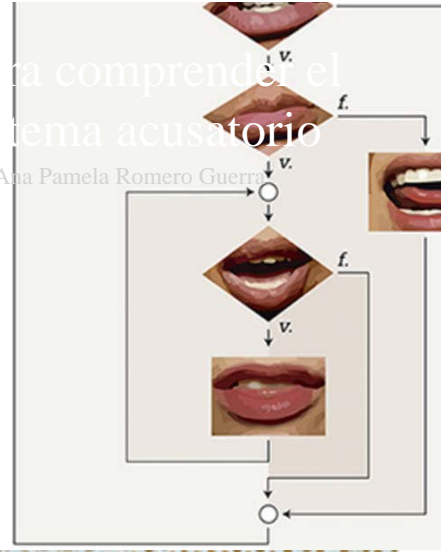 v.
ra comprender el
f.
tema acusatorio
v.
Ana Pamela Romero Guerra
f.
v.